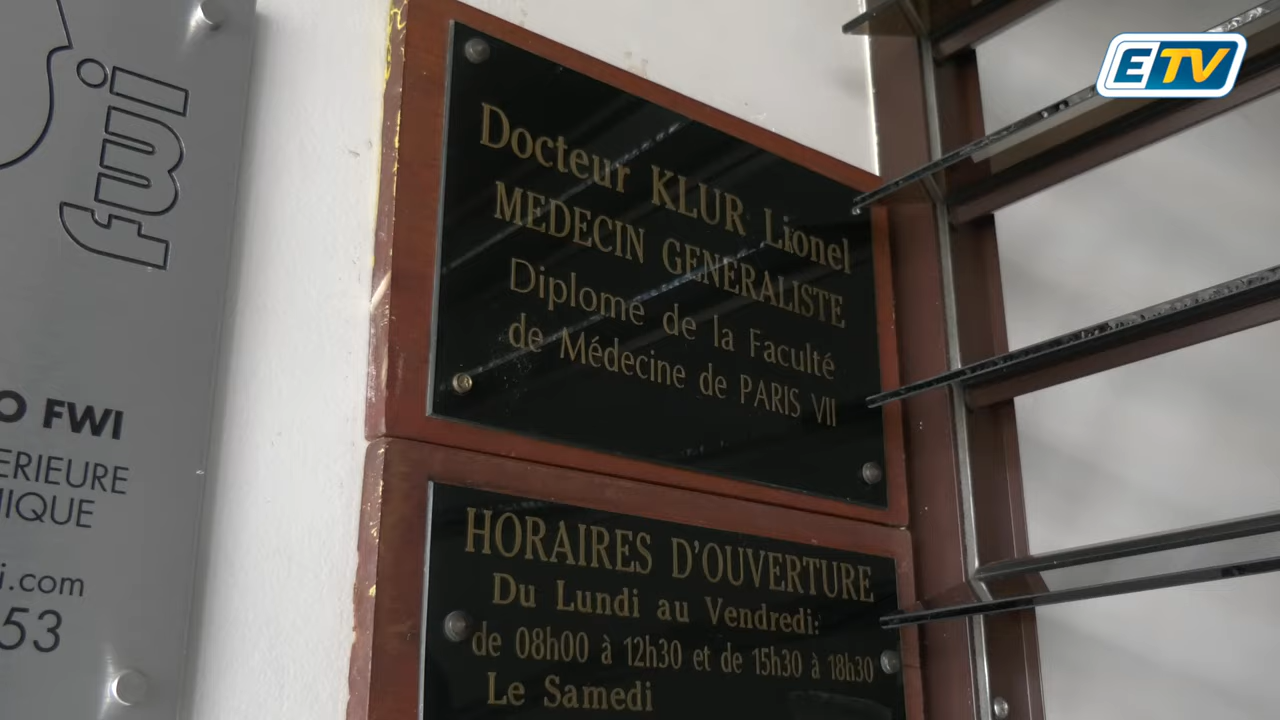 fwi
O FWI
ERIEURE
IQUE
i.com
53
Docteur KLUR Lionel
MEDECIN GENERALISTE
Diplomé de la Faculté
de Médecine de PARIS VII
HORAIRES D'OUVERTURE
Du Lundi au Vendredi:
de 08h00 à 12h30 et de 15h30 à 18h30
Le Samedi
ETV